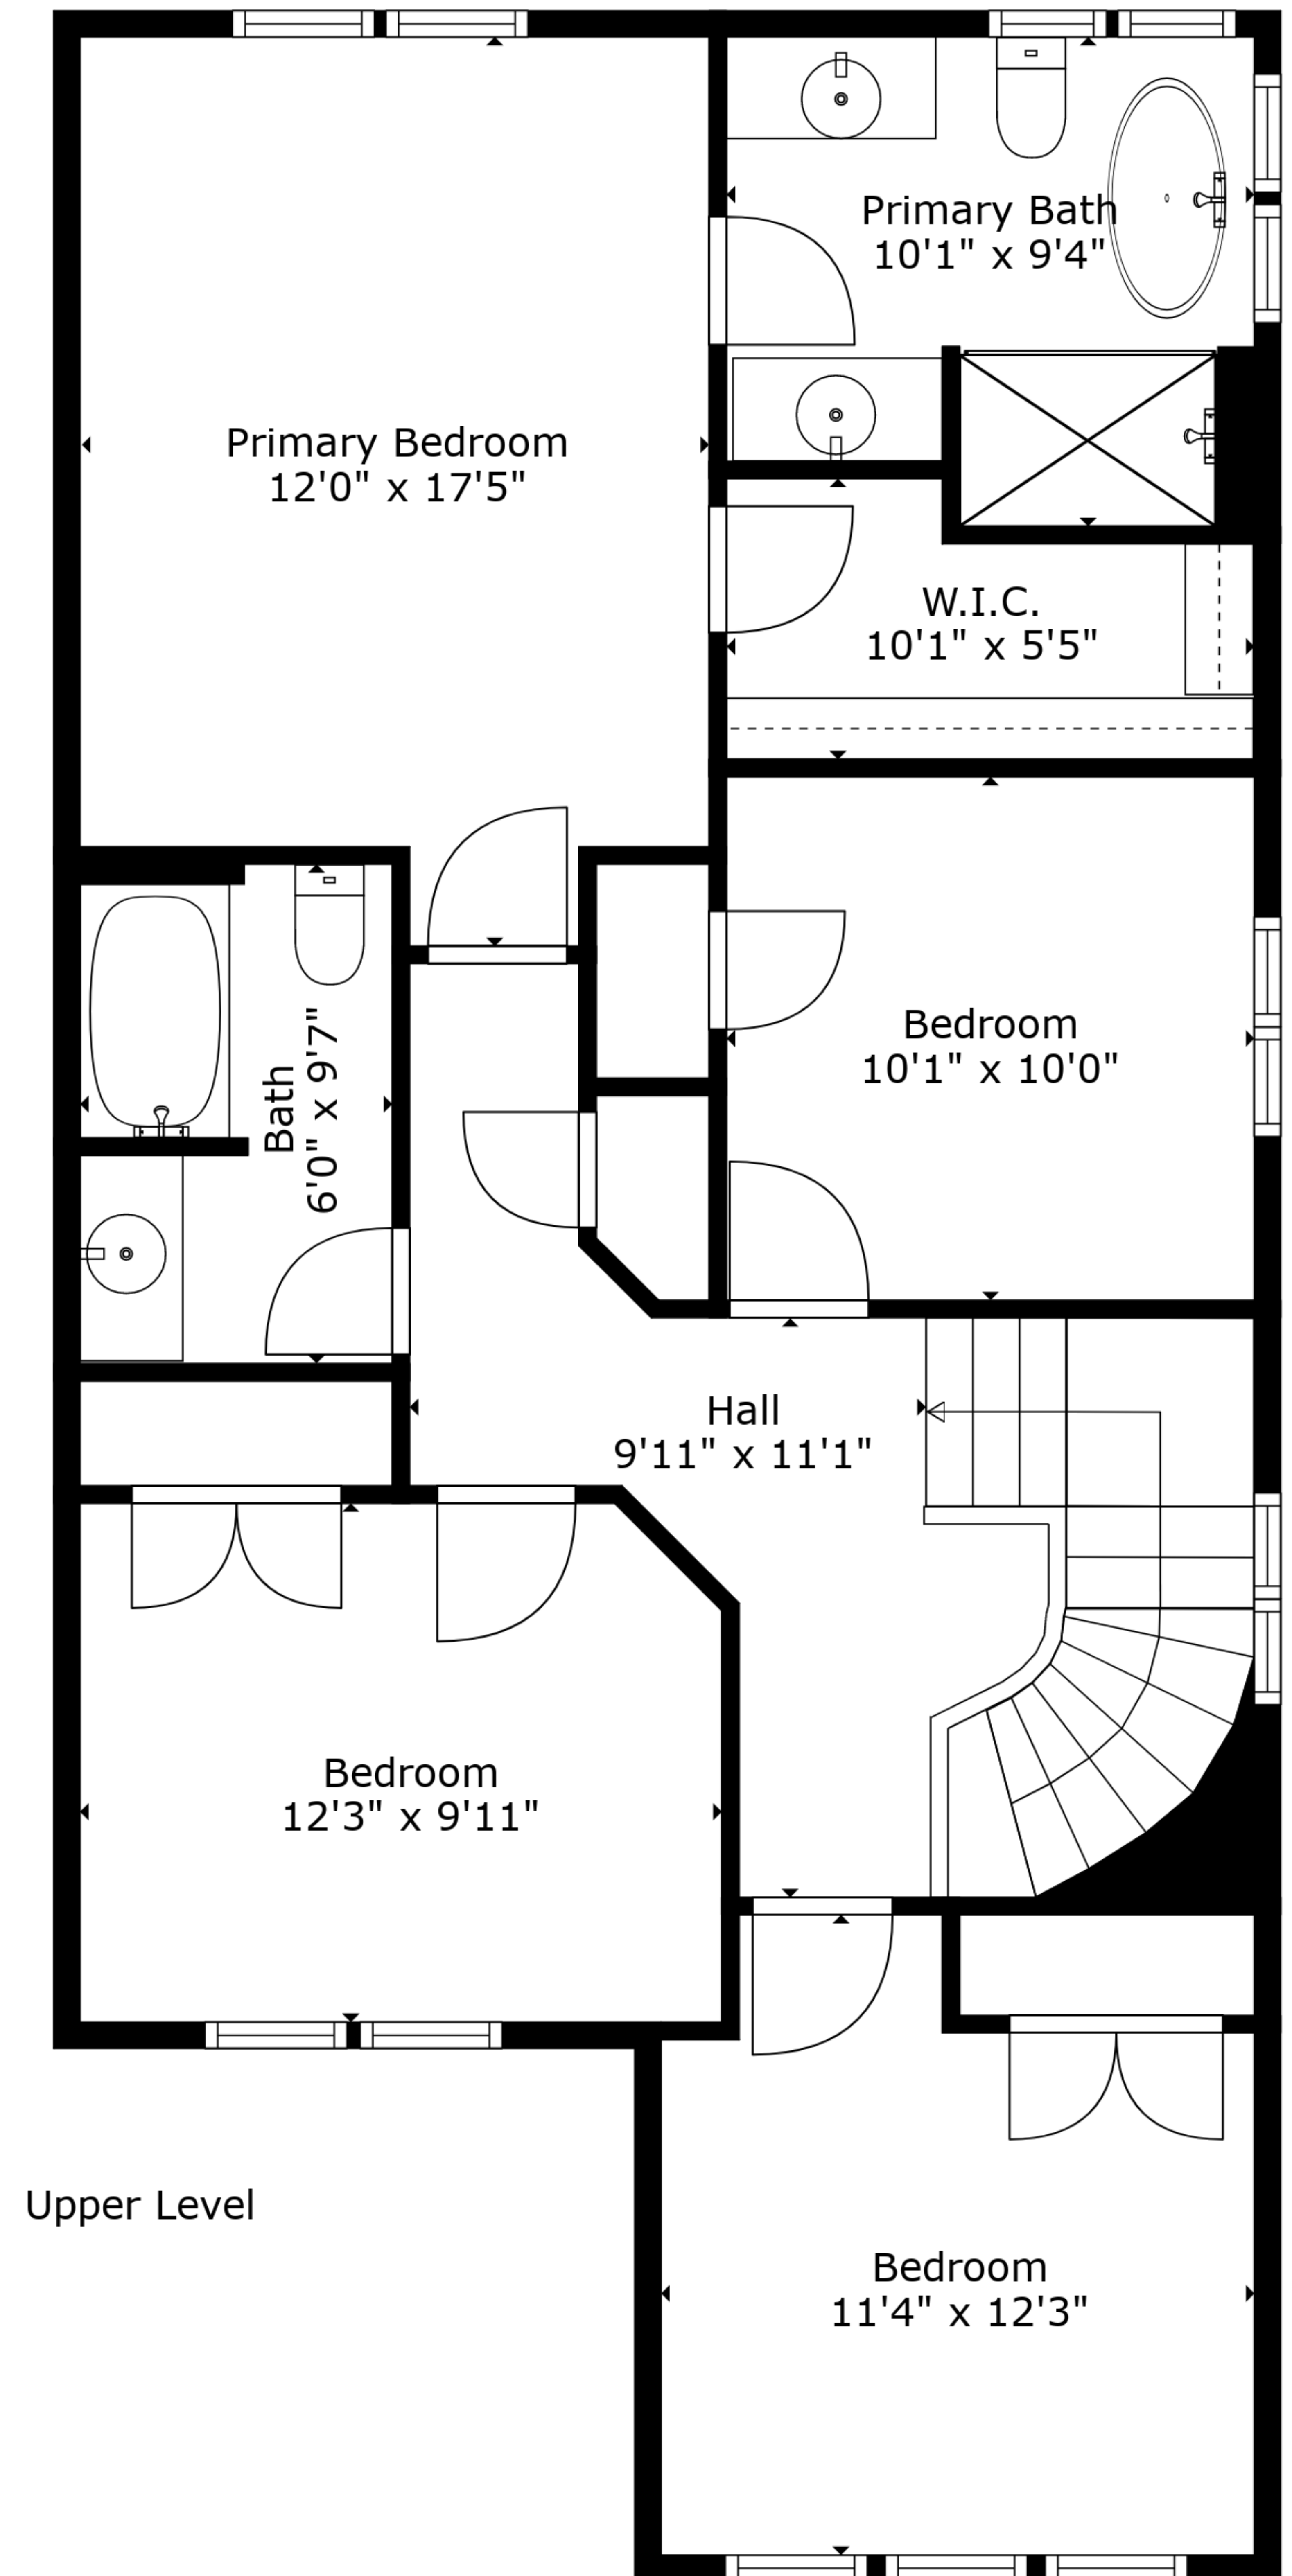 Primary Bath
10'1" x 9'4"
Primary Bedroom
12'0" x 17'5"
W.I.C.
10'1" x 5'5"
Bedroom
10'1" x 10'0"
Bath
6'0" x 9'7"
Hall
9'11" x 11'1"
Bedroom
12'3" x 9'11"
Upper Level
Bedroom
11'4" x 12'3"